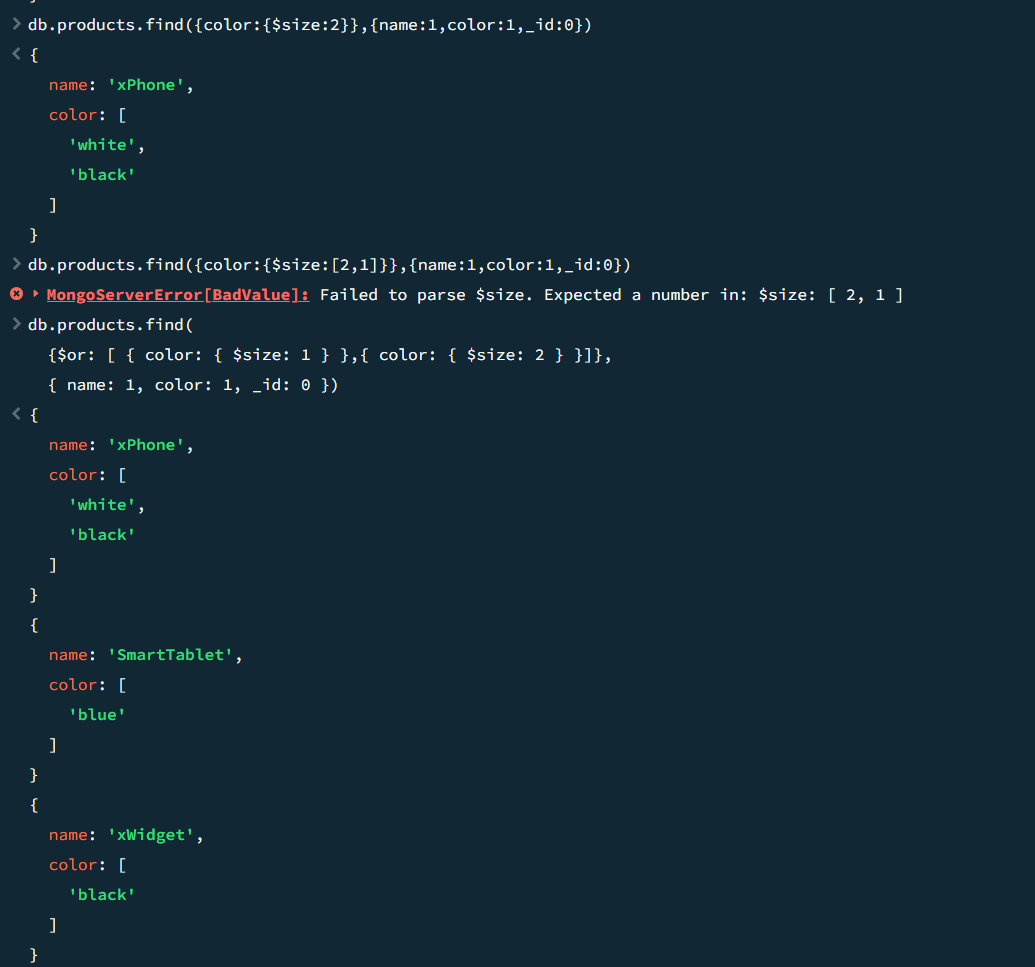 db.products.find({color:{$size:2}},{name:1,color:1,_id:0})
{
name: 'xPhone',
color: [
'white',
'black'
]
}
db.products.find({color:{$size:[2,1]}},{name:1,color:1,_id:0})
MongoServerError[BadValue]: Failed to parse $size. Expected a number in: $size: [ 2, 1 ]
db.products.find(
{$or: [ { color: { $size: 1 } },{ color: { $size: 2 } }]},
{ name: 1, color: 1, _id: 0 })
{
name: 'xPhone',
color: [
'white',
'black'
]
}
{
name: 'SmartTablet',
color: [
'blue'
]
}
{
name: 'xWidget',
color: [
'black'
]
}